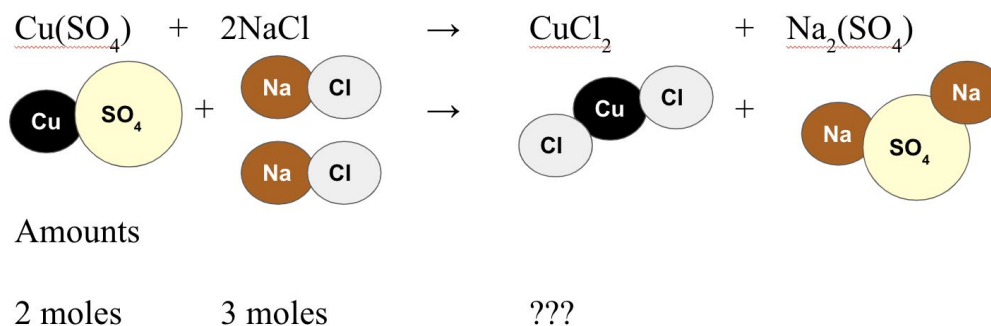 Cu(SO₄) + 2NaCl → CuCl₂ + Na₂(SO₄)
Na Cl Cu Cl Na
Cu SO₄ + → + Na SO₄
Cl
Na Cl
Amounts
2 moles 3 moles ???